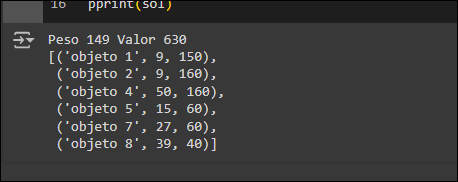 16 pprint(sol)
Peso 149 Valor 630
[('objeto 1', 9, 150),
('objeto 2', 9, 160),
('objeto 4', 50, 160),
('objeto 5', 15, 60),
('objeto 7', 27, 60),
('objeto 8', 39, 40)]